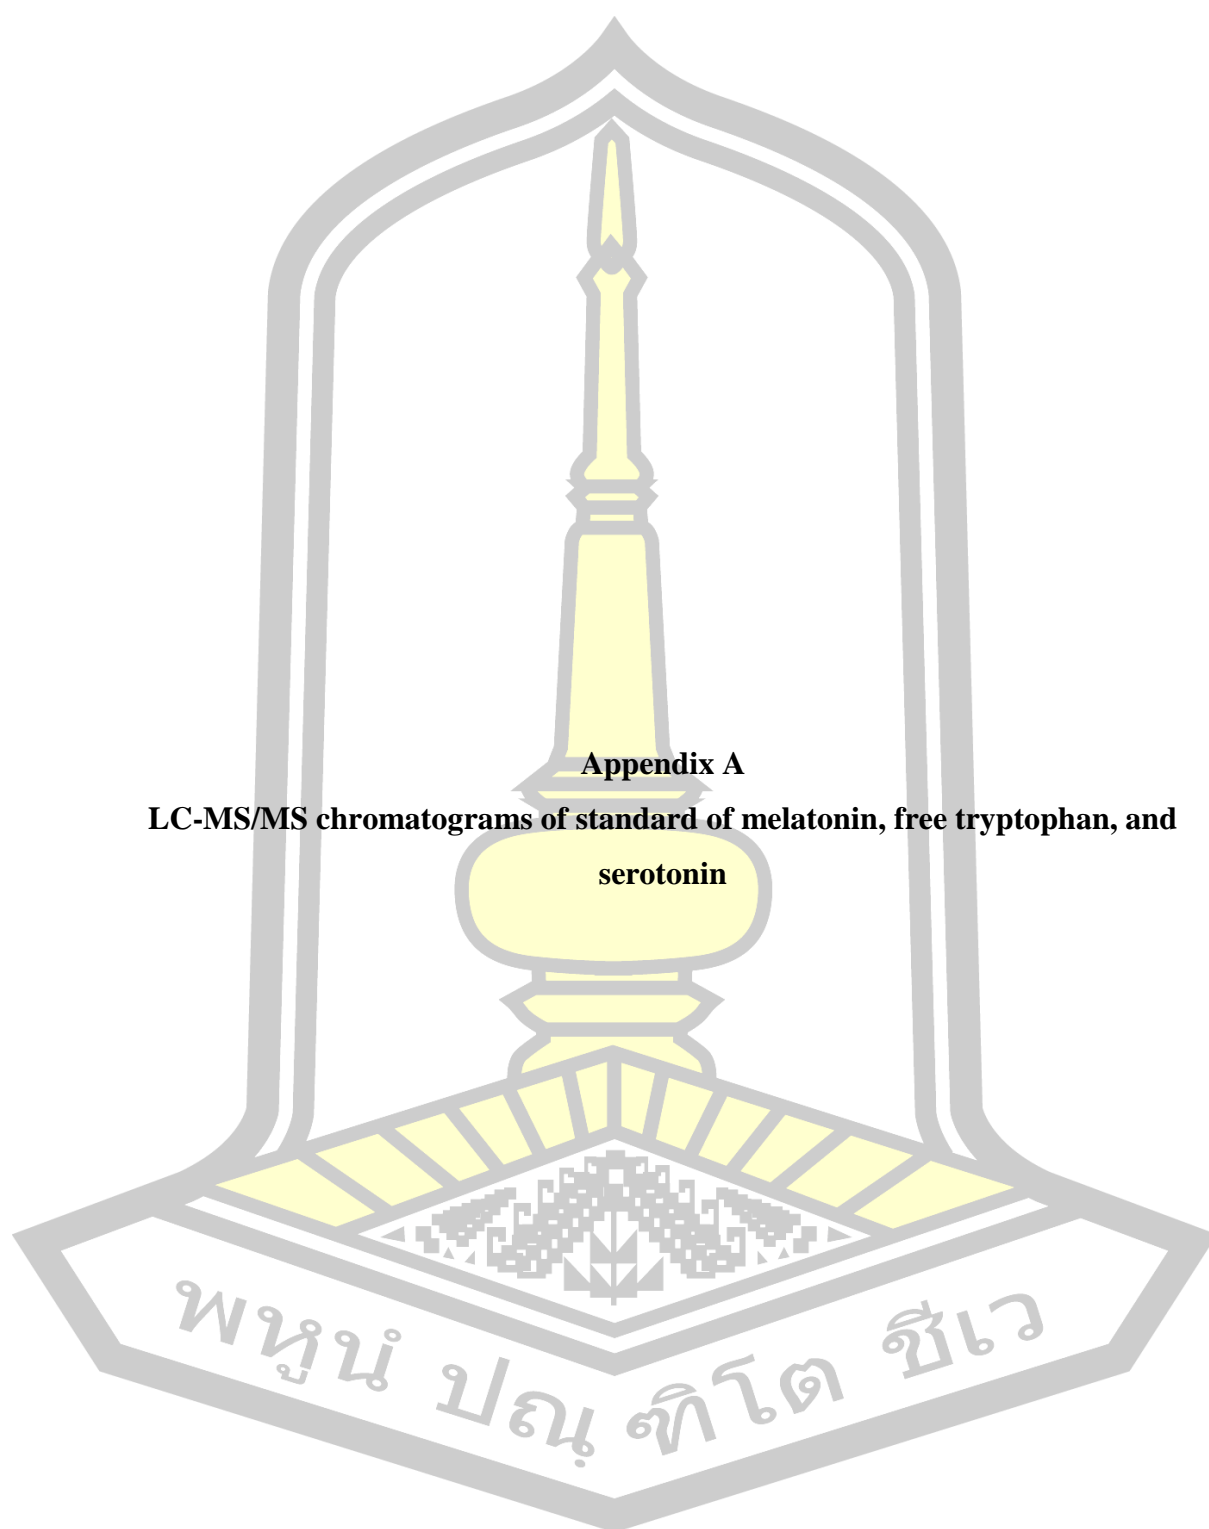 Appendix A
LC-MS/MS chromatograms of standard of melatonin, free tryptophan, and
serotonin
พหูนํ ปณฺฑิโต ชีเว